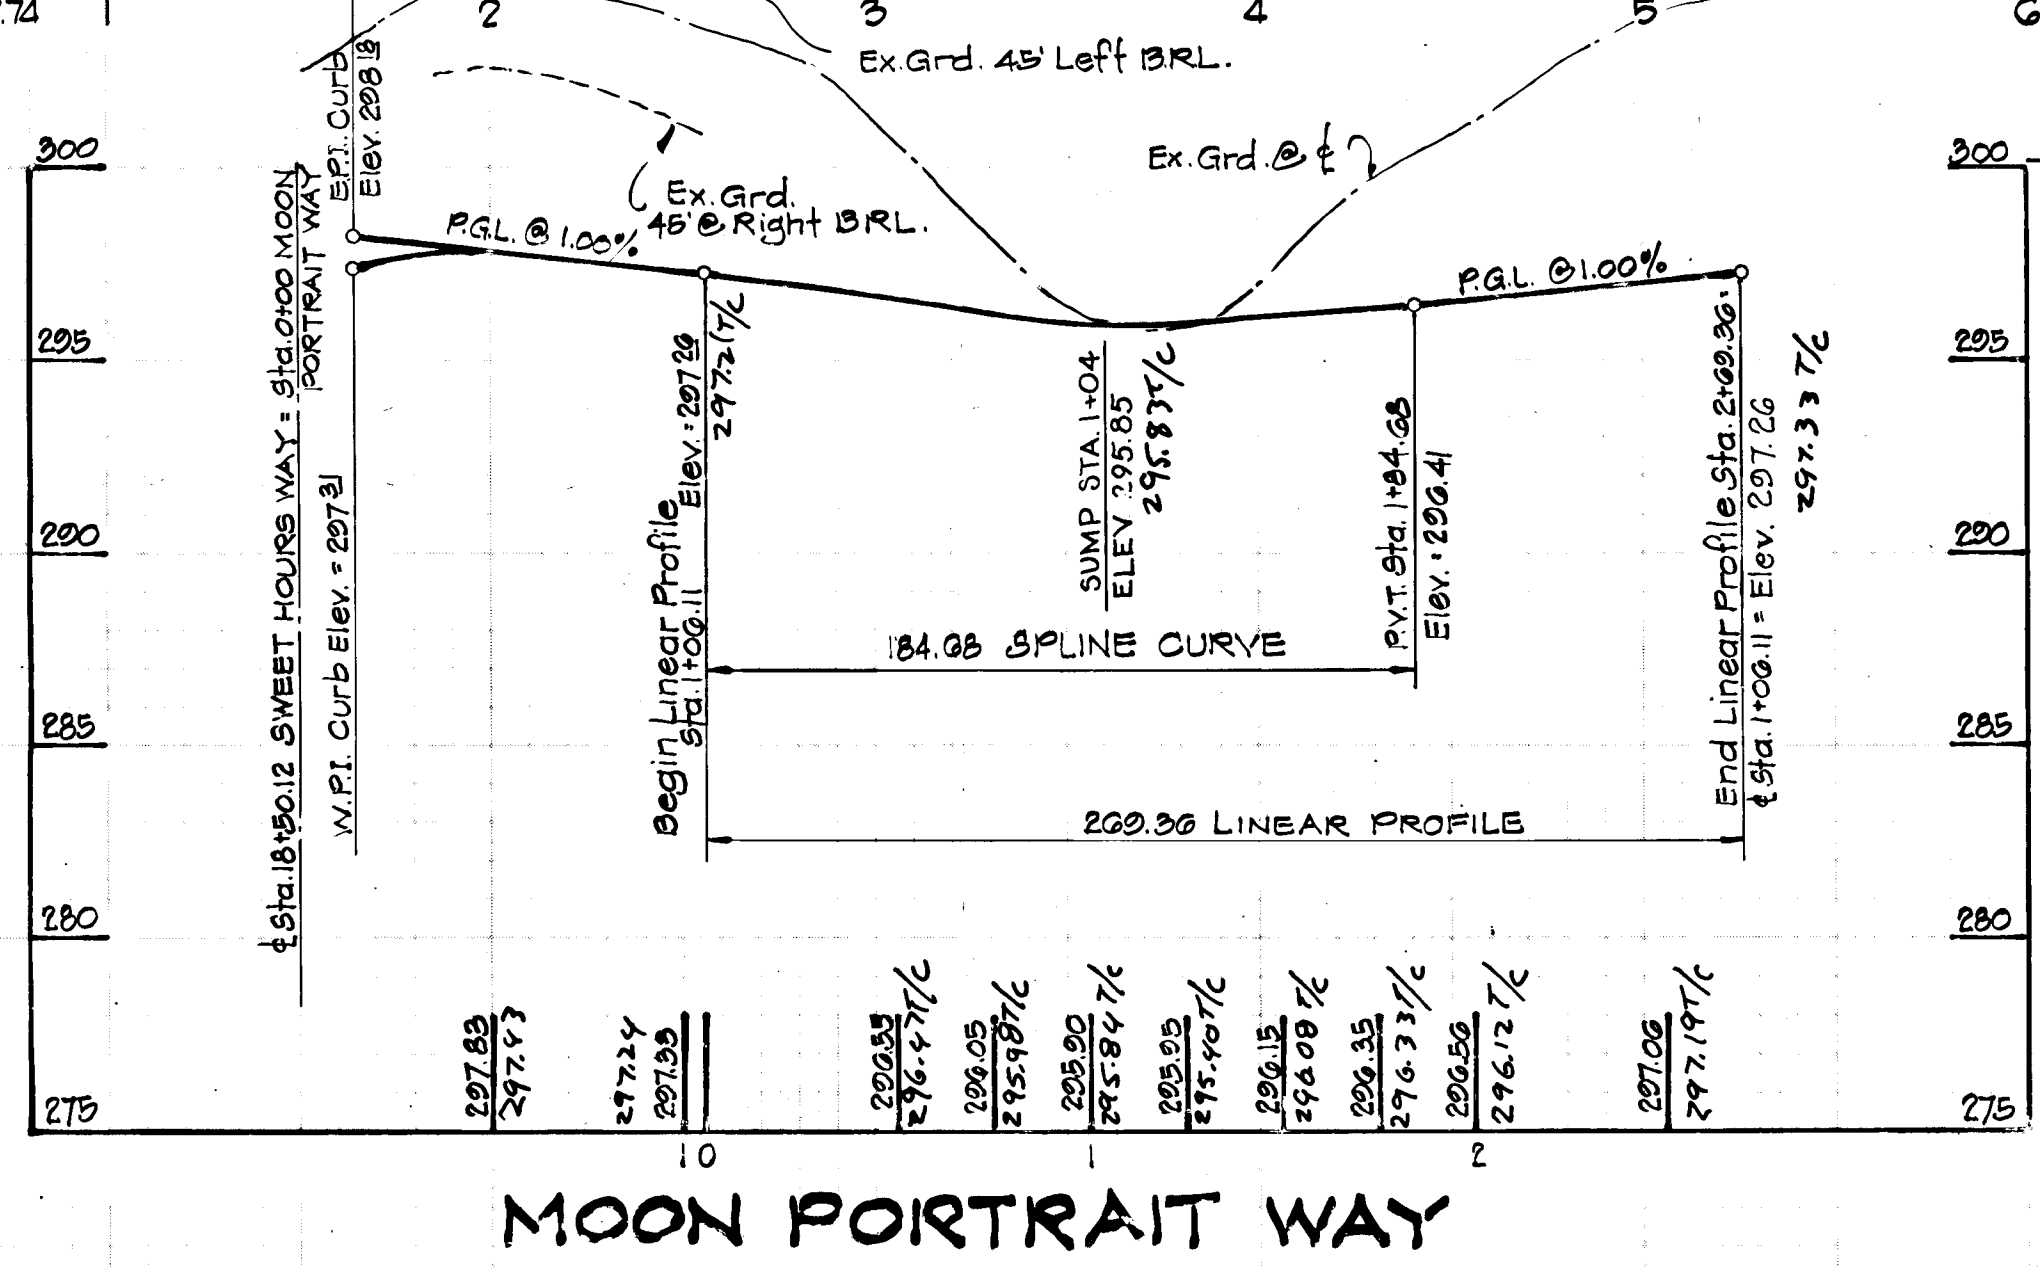 .74
2
3
4
5
6
Ex.Grd. 45' Left B.R.L.
E.P.I. Curb
Elev. 298.18
Ex.Grd. @ ℄
Ex.Grd.
45' @ Right B.R.L.
P.G.L. @ 1.00%
P.G.L. @ 1.00%
300
295
290
285
280
275
300
295
290
285
280
275
℄ Sta.18+50.12 SWEET HOURS WAY = Sta.0+00 MOON
PORTRAIT WAY
W.P.I. Curb Elev. = 297.31
Begin Linear Profile
Sta.1+06.11 Elev. = 297.26
297.21 T/C
SUMP STA. 1+04
ELEV 295.85
295.83 T/C
P.V.T. Sta. 1+84.68
Elev. = 296.41
End Linear Profile Sta. 2+69.36 =
℄ Sta. 1+06.11 = Elev. 297.26
297.33 T/C
184.68 SPLINE CURVE
269.36 LINEAR PROFILE
297.83
297.43
297.24
297.33
296.55
296.47 T/C
296.05
295.98 T/C
295.90
295.84 T/C
295.95
295.40 T/C
296.15
296.08 T/C
296.35
296.33 T/C
296.56
296.12 T/C
297.06
297.19 T/C
1 0
1
2
MOON PORTRAIT WAY